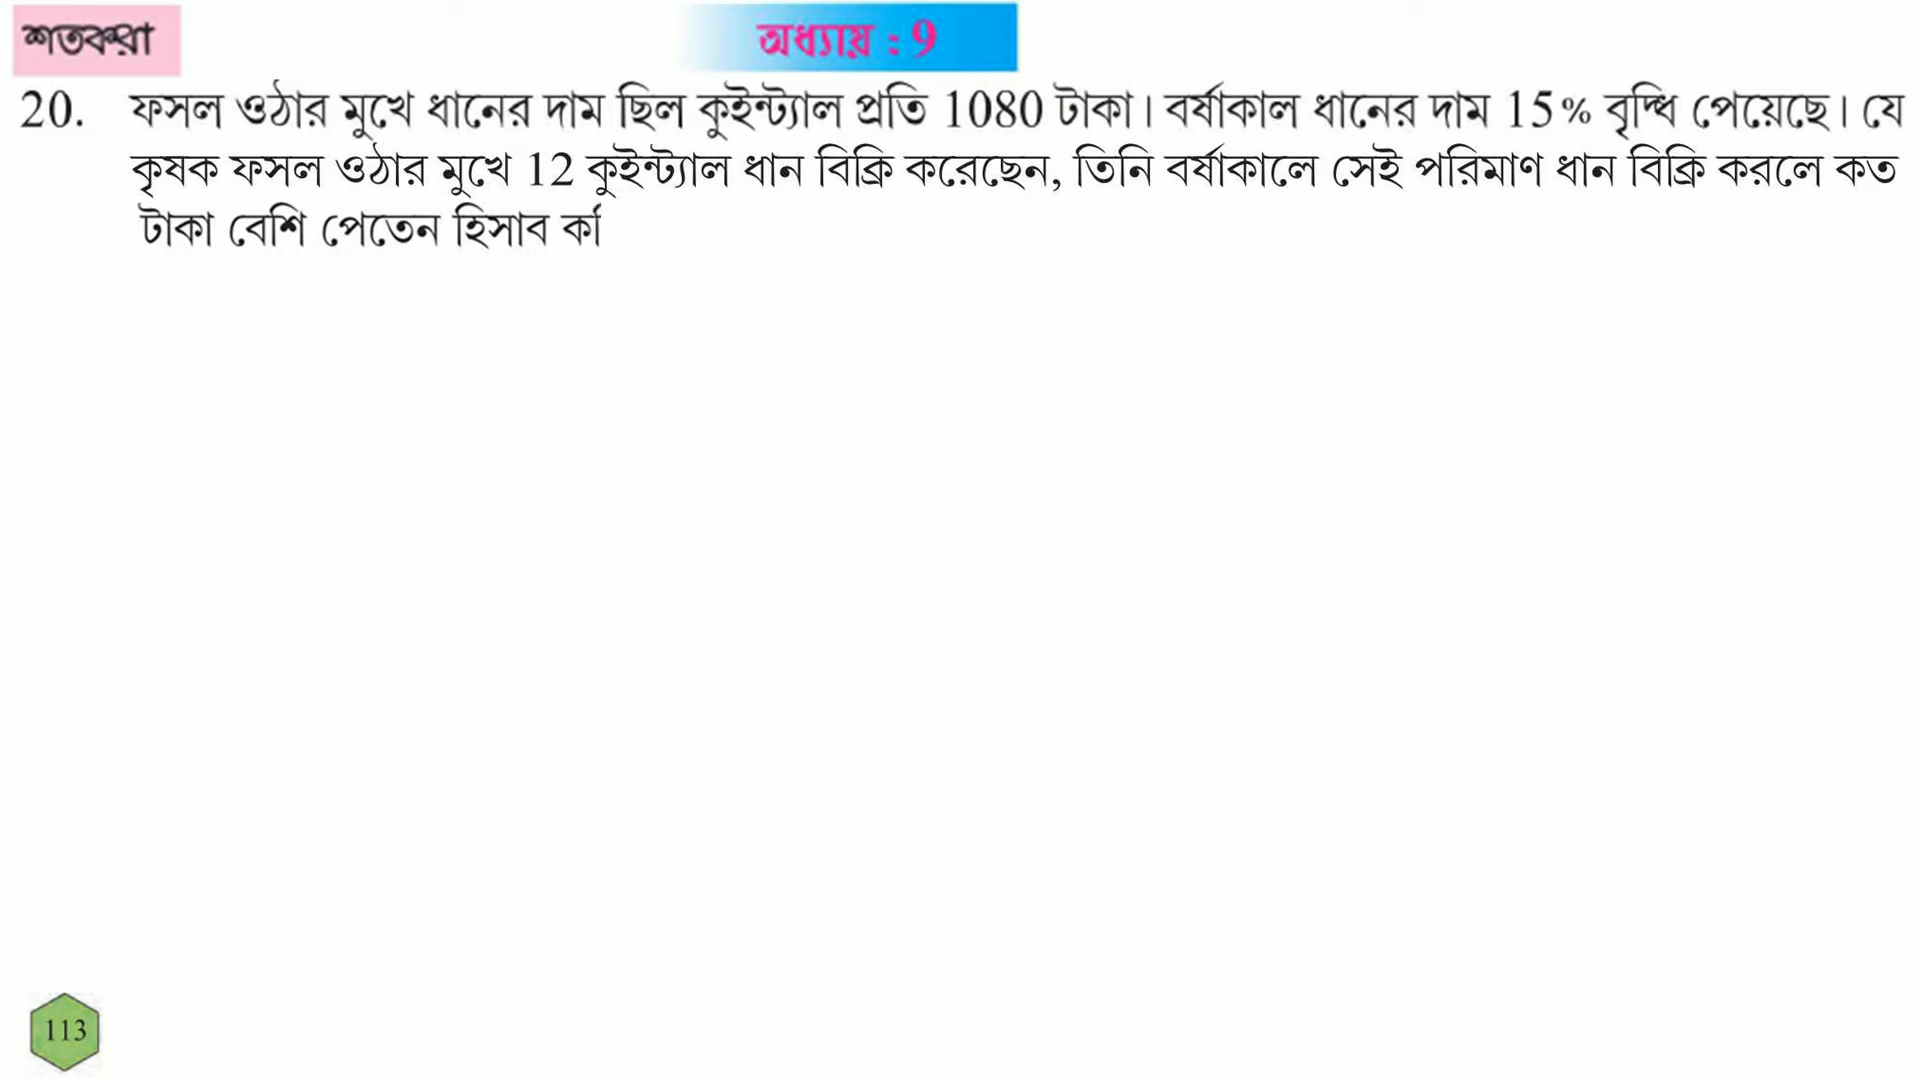 শতকরা
অধ্যায় : 9
20. ফসল ওঠার মুখে ধানের দাম ছিল কুইন্ট্যাল প্রতি 1080 টাকা। বর্ষাকাল ধানের দাম 15% বৃদ্ধি পেয়েছে। যে
কৃষক ফসল ওঠার মুখে 12 কুইন্ট্যাল ধান বিক্রি করেছেন, তিনি বর্ষাকালে সেই পরিমাণ ধান বিক্রি করলে কত
টাকা বেশি পেতেন হিসাব
113